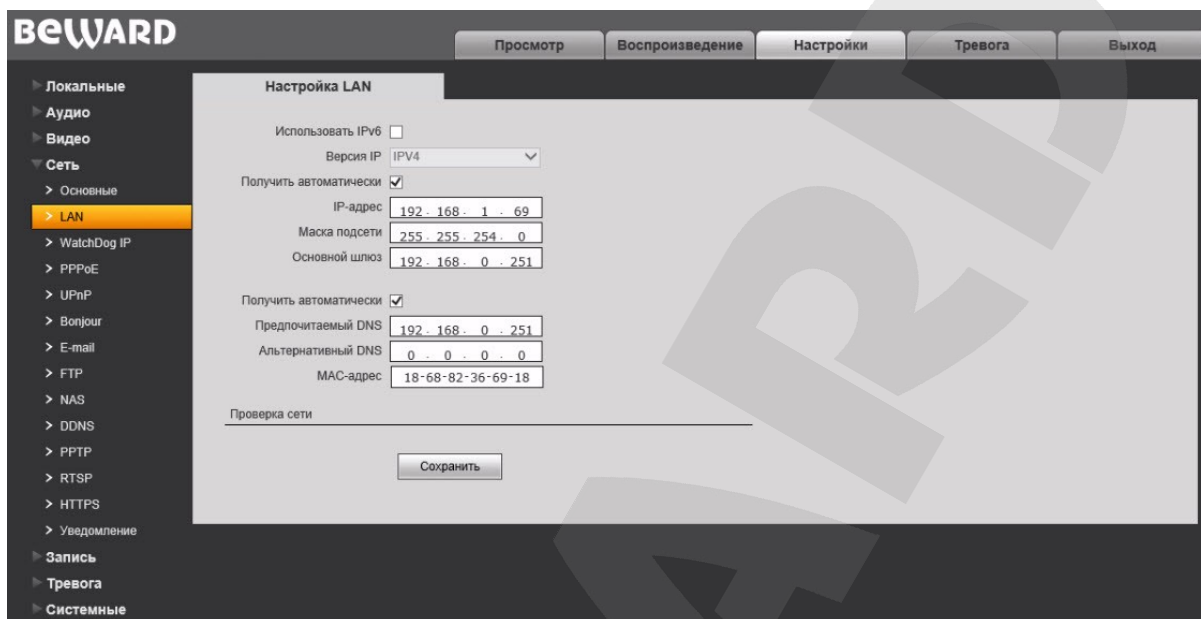 BEWARD
Просмотр
Воспроизведение
Настройки
Тревога
Выход
Локальные
Аудио
Видео
Сеть
Основные
LAN
WatchDog IP
PPPoE
UPnP
Bonjour
E-mail
FTP
NAS
DDNS
PPTP
RTSP
HTTPS
Уведомление
Запись
Тревога
Системные
Настройка LAN
Использовать IPv6
Версия IP IPV4
Получить автоматически
IP-адрес 192 . 168 . 1 . 69
Маска подсети 255 . 255 . 254 . 0
Основной шлюз 192 . 168 . 0 . 251
Получить автоматически
Предпочитаемый DNS 192 . 168 . 0 . 251
Альтернативный DNS 0 . 0 . 0 . 0
MAC-адрес 18-68-82-36-69-18
Проверка сети
Сохранить